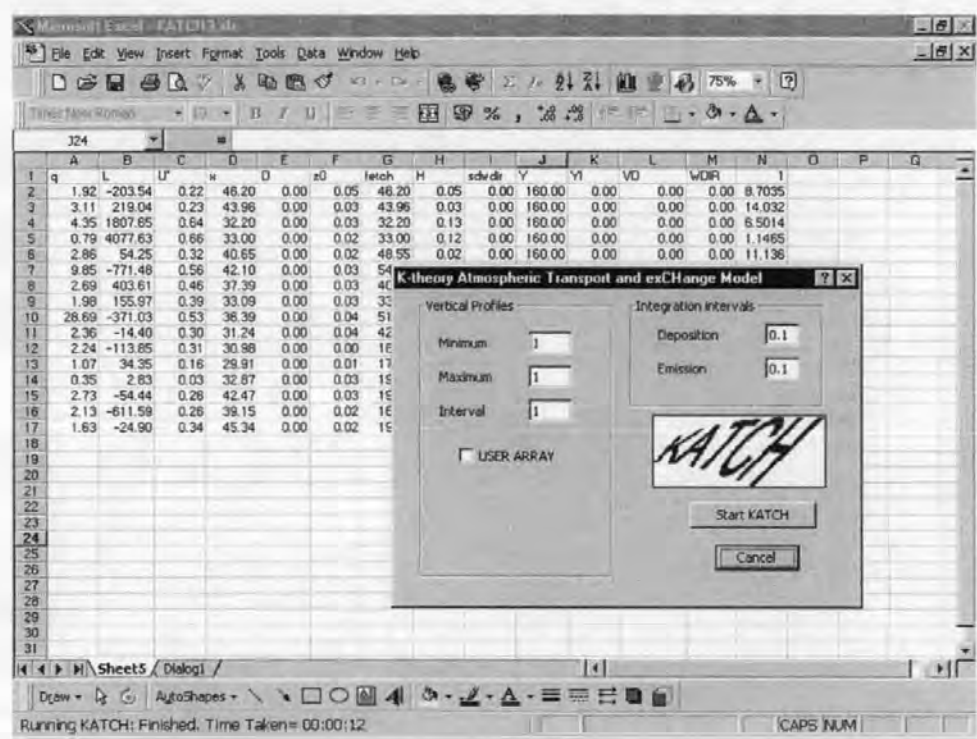 Microsoft Excel - KATCH3.xls
File Edit View Insert Format Tools Data Window Help
75%
Times New Roman 10 B I U
J24 =
A B C D E F G H I J K L M N O P Q
1 q L U* x D z0 fetch H sdwdir Y YI VD WDIR 1
2 1.92 -203.54 0.22 46.20 0.00 0.05 46.20 0.05 0.00 160.00 0.00 0.00 0.00 8.7035
3 3.11 219.04 0.23 43.96 0.00 0.03 43.96 0.03 0.00 160.00 0.00 0.00 0.00 14.032
4 4.35 1807.65 0.64 32.20 0.00 0.03 32.20 0.13 0.00 160.00 0.00 0.00 0.00 6.5014
5 0.79 4077.63 0.66 33.00 0.00 0.02 33.00 0.12 0.00 160.00 0.00 0.00 0.00 1.1465
6 2.86 54.25 0.32 40.65 0.00 0.02 48.55 0.02 0.00 160.00 0.00 0.00 0.00 11.136
7 9.85 -771.48 0.56 42.10 0.00 0.03 54
8 2.69 403.61 0.46 37.39 0.00 0.03 40
9 1.98 155.97 0.39 33.09 0.00 0.03 33
10 28.69 -371.03 0.53 36.39 0.00 0.04 51
11 2.36 -14.40 0.30 31.24 0.00 0.04 42
12 2.24 -113.85 0.31 30.98 0.00 0.00 16
13 1.07 34.35 0.16 29.91 0.00 0.01 17
14 0.35 2.83 0.03 32.87 0.00 0.03 19
15 2.73 -54.44 0.26 42.47 0.00 0.03 19
16 2.13 -611.59 0.26 39.15 0.00 0.02 16
17 1.63 -24.90 0.34 45.34 0.00 0.02 19
18
19
20
21
22
23
24
25
26
27
28
29
30
31
K-theory Atmospheric Transport and exCHange Model
Vertical Profiles
Minimum 1
Maximum 1
Interval 1
USER ARRAY
Integration intervals
Deposition 0.1
Emission 0.1
KATCH
Start KATCH
Cancel
Sheet5 Dialog1
Draw AutoShapes
Running KATCH: Finished. Time Taken= 00:00:12
CAPS NUM